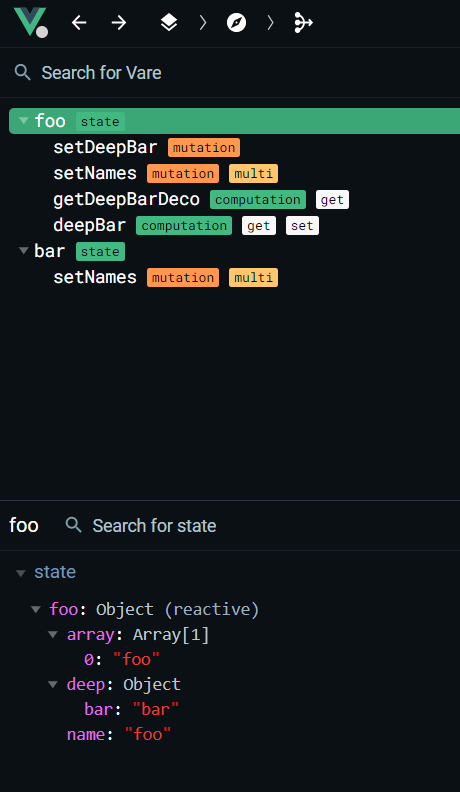 Search for Vare
foo state
setDeepBar mutation
setNames mutation multi
getDeepBarDeco computation get
deepBar computation get set
bar state
setNames mutation multi
foo Search for state
state
foo: Object (reactive)
array: Array[1]
0: "foo"
deep: Object
bar: "bar"
name: "foo"